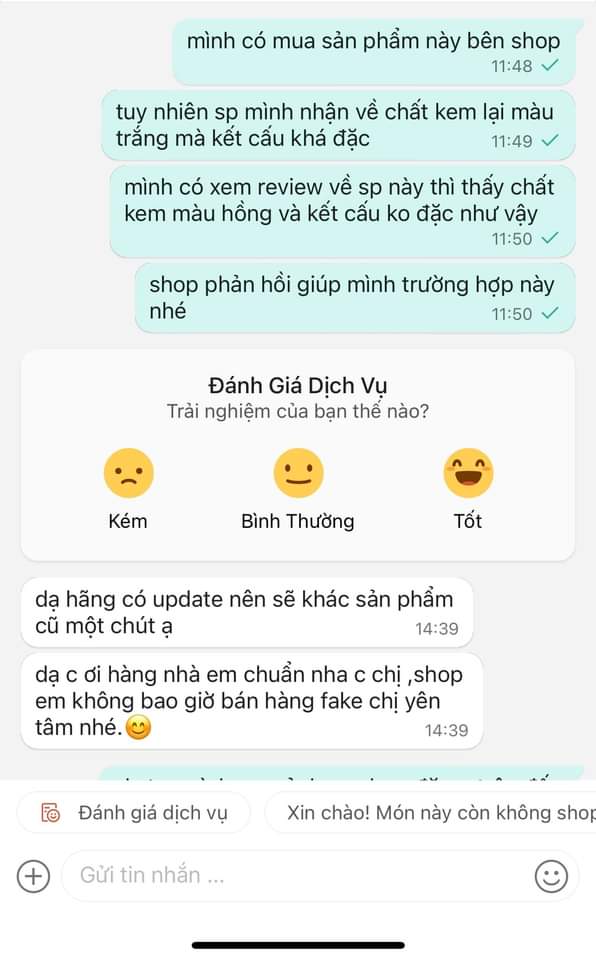 mình có mua sản phẩm này bên shop
11:48
tuy nhiên sp mình nhận về chất kem lại màu
trắng mà kết cấu khá đặc
11:49
mình có xem review về sp này thì thấy chất
kem màu hồng và kết cấu ko đặc như vậy
11:50
shop phản hồi giúp mình trường hợp này
nhé
11:50
Đánh Giá Dịch Vụ
Trải nghiệm của bạn thế nào?
Kém
Bình Thường
Tốt
dạ hãng có update nên sẽ khác sản phẩm
cũ một chút ạ
14:39
dạ c ơi hàng nhà em chuẩn nha c chị ,shop
em không bao giờ bán hàng fake chị yên
tâm nhé.😊
14:39
Đánh giá dịch vụ
Xin chào! Món này còn không shop
Gửi tin nhắn ...